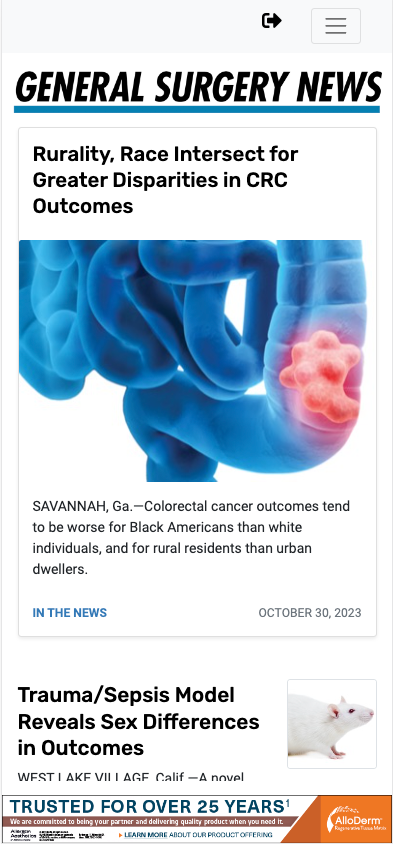 GENERAL SURGERY NEWS
Rurality, Race Intersect for
Greater Disparities in CRC
Outcomes
SAVANNAH, Ga.—Colorectal cancer outcomes tend
to be worse for Black Americans than white
individuals, and for rural residents than urban
dwellers.
IN THE NEWS OCTOBER 30, 2023
Trauma/Sepsis Model
Reveals Sex Differences
in Outcomes
WEST LAKE VILLAGE, Calif.—A novel
TRUSTED FOR OVER 25 YEARS¹
We are committed to being your partner and delivering quality product when you need it.
Allergan
Aesthetics
LEARN MORE ABOUT OUR PRODUCT OFFERING
AlloDerm
Regenerative Tissue Matrix